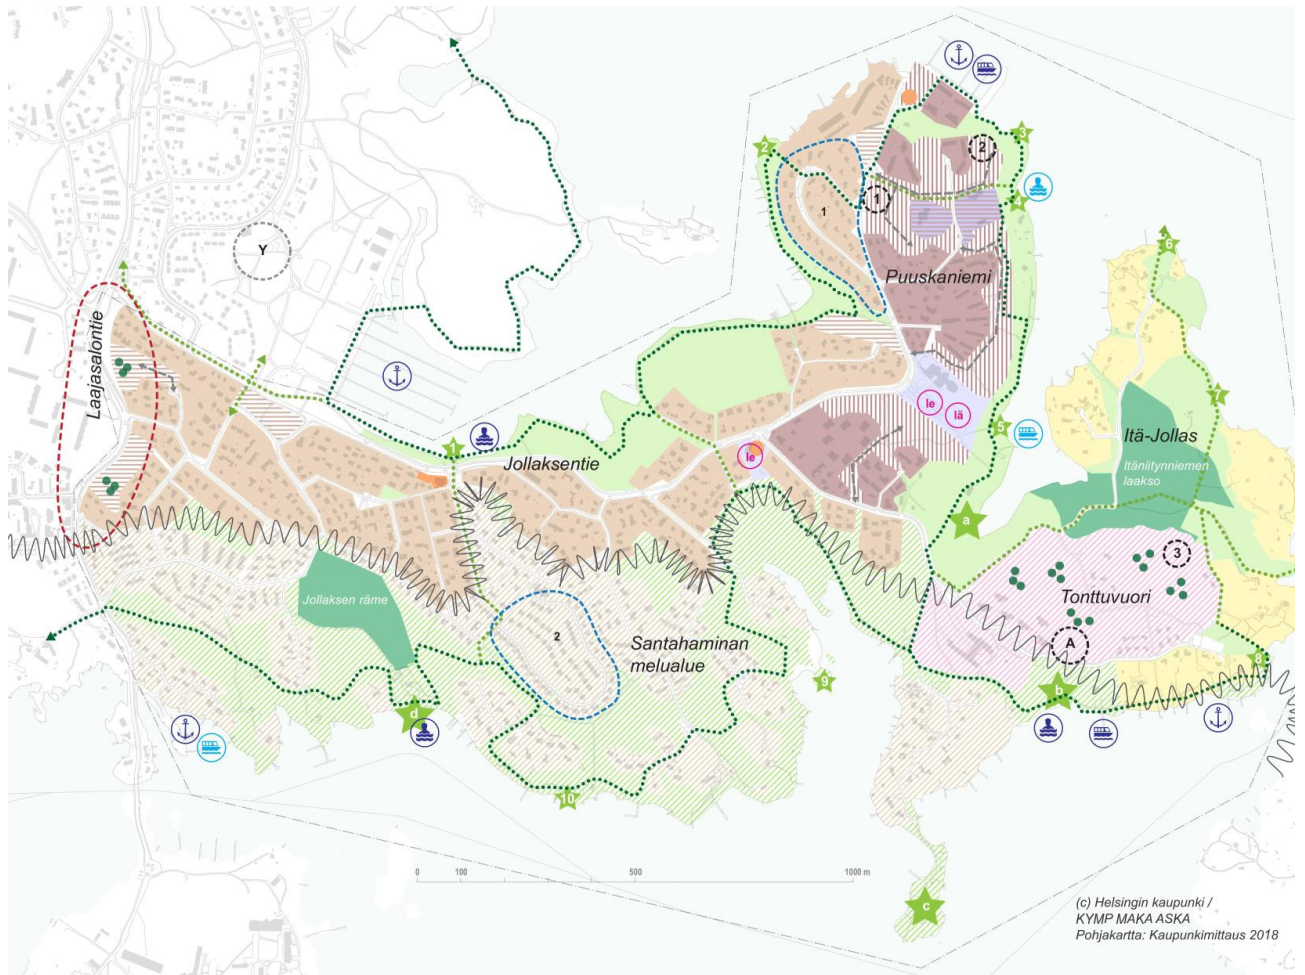 2
3
1
2
1
4
Y
Puuskaniemi
6
Laajasalontie
7
le
lä
5
Itä-Jollas
Itäniitynniemen
laakso
1
Jollaksentie
le
a
3
Tonttuvuori
Jollaksen räme
2
Santahaminan
melualue
A
8
9
b
d
10
0 100 500 1000 m
c
(c) Helsingin kaupunki /
KYMP MAKA ASKA
Pohjakartta: Kaupunkimittaus 2018